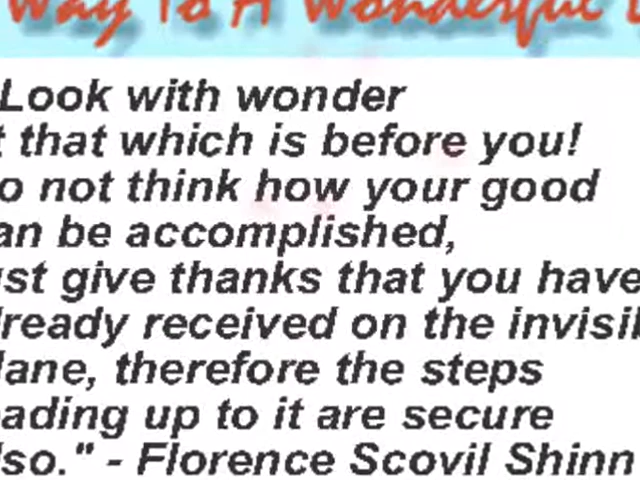 Way To A Wonderful
Look with wonder
t that which is before you!
o not think how your good
an be accomplished,
ust give thanks that you have
lready received on the invisil
lane, therefore the steps
eading up to it are secure
lso." - Florence Scovil Shinn